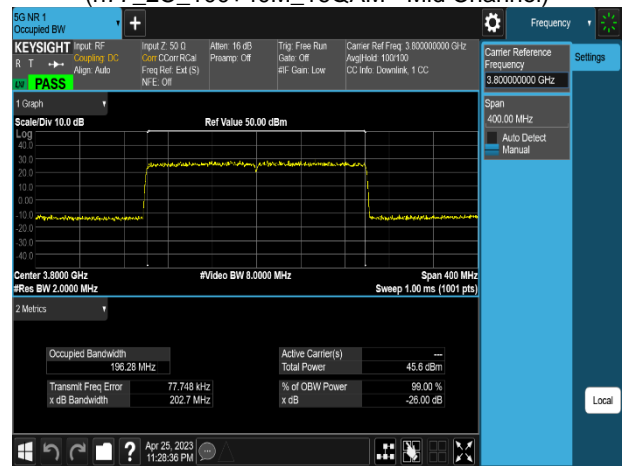 5G NR 1
Occupied BW
Frequency
KEYSIGHT
R T
LXI PASS
Input: RF
Coupling: DC
Align: Auto
Input Z: 50 Ω
Corr CCorr RCal
Freq Ref: Ext (S)
NFE: Off
Atten: 16 dB
Preamp: Off
Trig: Free Run
Gate: Off
#IF Gain: Low
Carrier Ref Freq: 3.800000000 GHz
Avg|Hold: 100/100
CC Info: Downlink, 1 CC
Carrier Reference
Frequency
3.800000000 GHz
Settings
Span
400.00 MHz
Auto Detect
Manual
1 Graph
Scale/Div 10.0 dB
Ref Value 50.00 dBm
Log
40.0
30.0
20.0
10.0
0.00
-10.0
-20.0
-30.0
-40.0
Center 3.8000 GHz
#Video BW 8.0000 MHz
Span 400 MHz
#Res BW 2.0000 MHz
Sweep 1.00 ms (1001 pts)
2 Metrics
Occupied Bandwidth
196.28 MHz
Active Carrier(s) ---
Total Power 45.6 dBm
Transmit Freq Error 77.748 kHz
% of OBW Power 99.00 %
x dB Bandwidth 202.7 MHz
x dB -26.00 dB
Local
Apr 25, 2023
11:28:36 PM